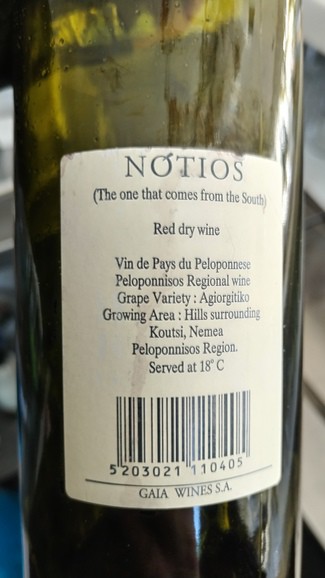 NÓTIOS
(The one that comes from the South)
Red dry wine
Vin de Pays du Peloponnese
Peloponnisos Regional wine
Grape Variety : Agiorgitiko
Growing Area : Hills surrounding
Koutsi, Nemea
Peloponnisos Region.
Served at 18° C
5 203021 110405
GAIA WINES S.A.